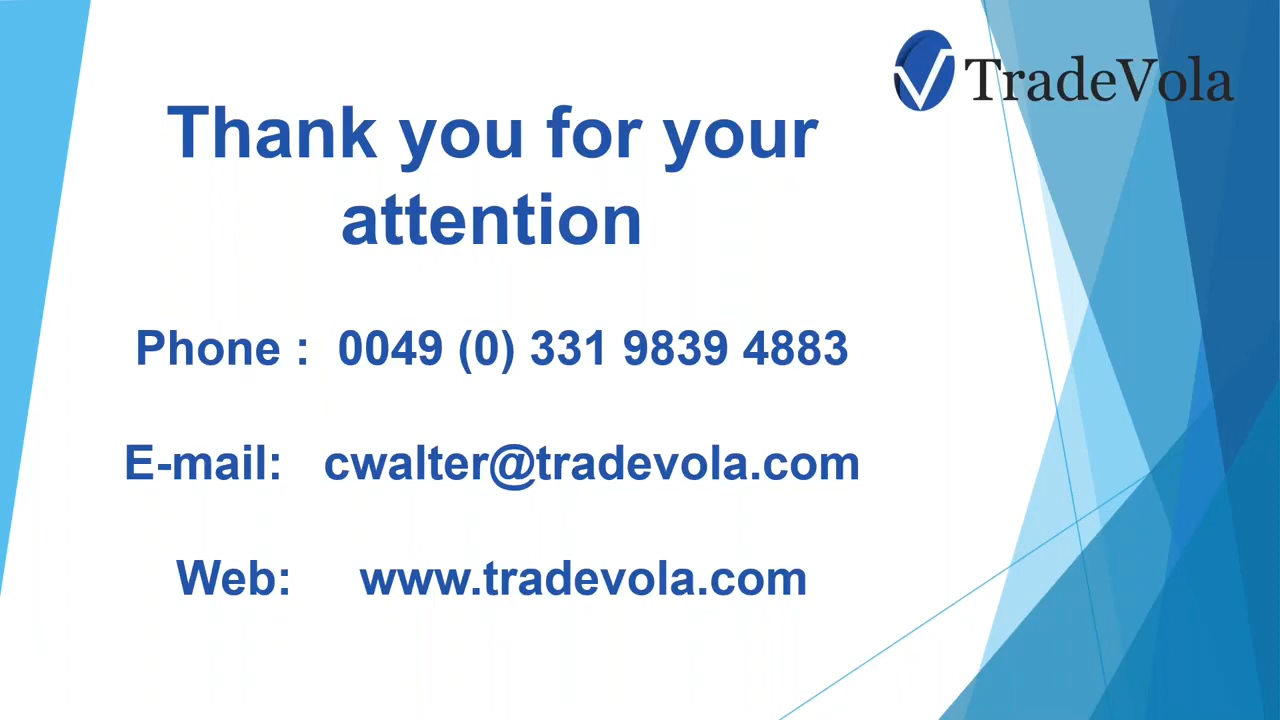 TradeVola
Thank you for your
attention
Phone : 0049 (0) 331 9839 4883
E-mail: cwalter@tradevola.com
Web: www.tradevola.com